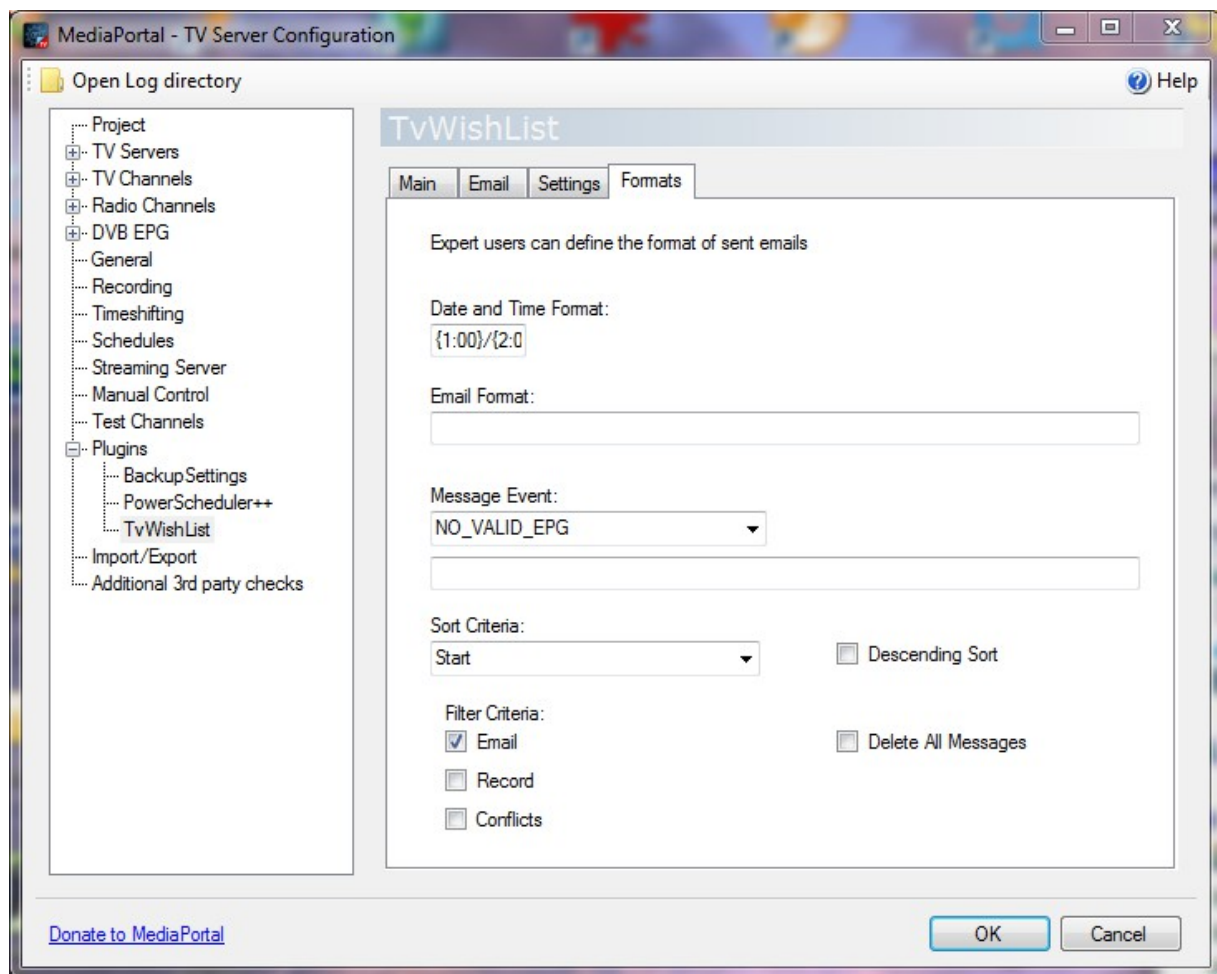 MediaPortal - TV Server Configuration
Open Log directory
Help
Project
TV Servers
TV Channels
Radio Channels
DVB EPG
General
Recording
Timeshifting
Schedules
Streaming Server
Manual Control
Test Channels
Plugins
BackupSettings
PowerScheduler++
TvWishList
Import/Export
Additional 3rd party checks
TvWishList
Main Email Settings Formats
Expert users can define the format of sent emails
Date and Time Format:
{1:00}/{2:0
Email Format:
Message Event:
NO_VALID_EPG
Sort Criteria:
Start
Descending Sort
Filter Criteria:
Email
Delete All Messages
Record
Conflicts
Donate to MediaPortal
OK Cancel